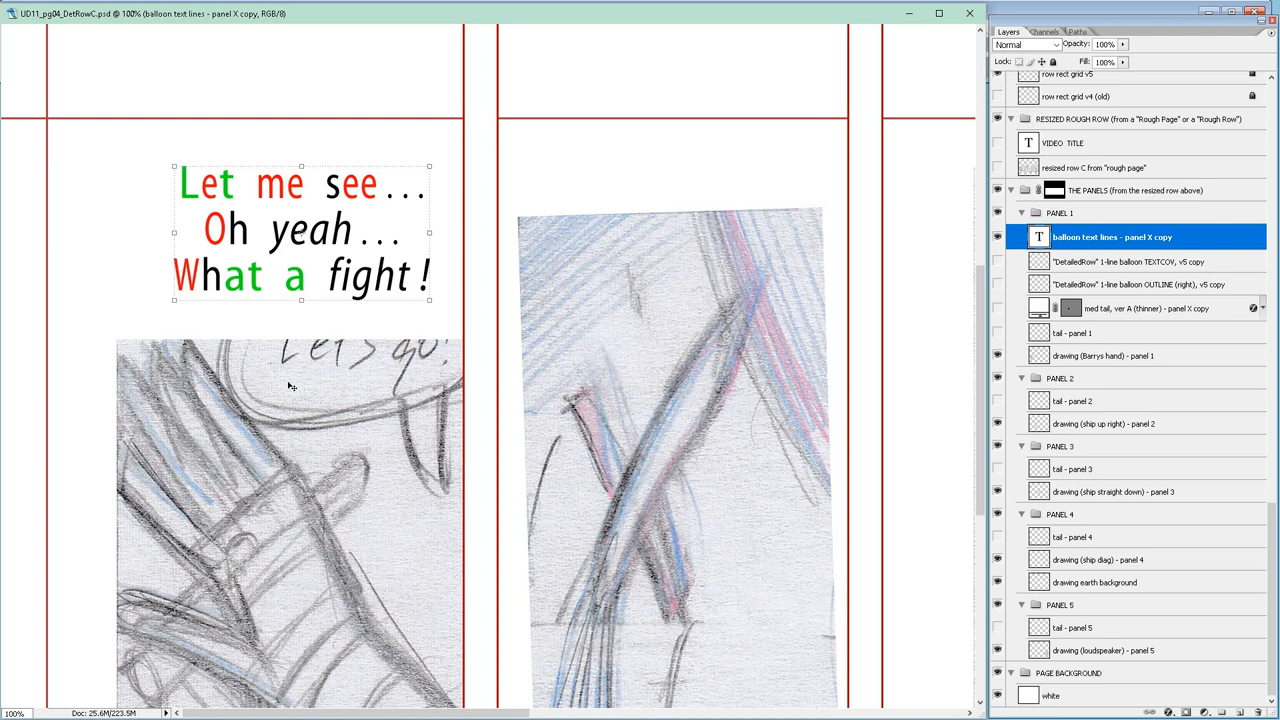 UD11_pg04_DetRowC.psd @ 100% (balloon text lines - panel X copy, RGB/8)
Let me see...
Oh yeah...
What a fight!
Let's go!
100%
Doc: 25.6M/223.5M
Layers
Channels
Paths
Normal
Opacity: 100%
Lock:
Fill: 100%
row rect grid v5
row rect grid v4 (old)
RESIZED ROUGH ROW (from a "Rough Page" or a "Rough Row")
T VIDEO TITLE
resized row C from "rough page"
THE PANELS (from the resized row above)
PANEL 1
T balloon text lines - panel X copy
"DetailedRow" 1-line balloon TEXTCOV, v5 copy
"DetailedRow" 1-line balloon OUTLINE (right), v5 copy
med tail, ver A (thinner) - panel X copy
tail - panel 1
drawing (Barrys hand) - panel 1
PANEL 2
tail - panel 2
drawing (ship up right) - panel 2
PANEL 3
tail - panel 3
drawing (ship straight down) - panel 3
PANEL 4
tail - panel 4
drawing (ship diag) - panel 4
drawing earth background
PANEL 5
tail - panel 5
drawing (loudspeaker) - panel 5
PAGE BACKGROUND
white